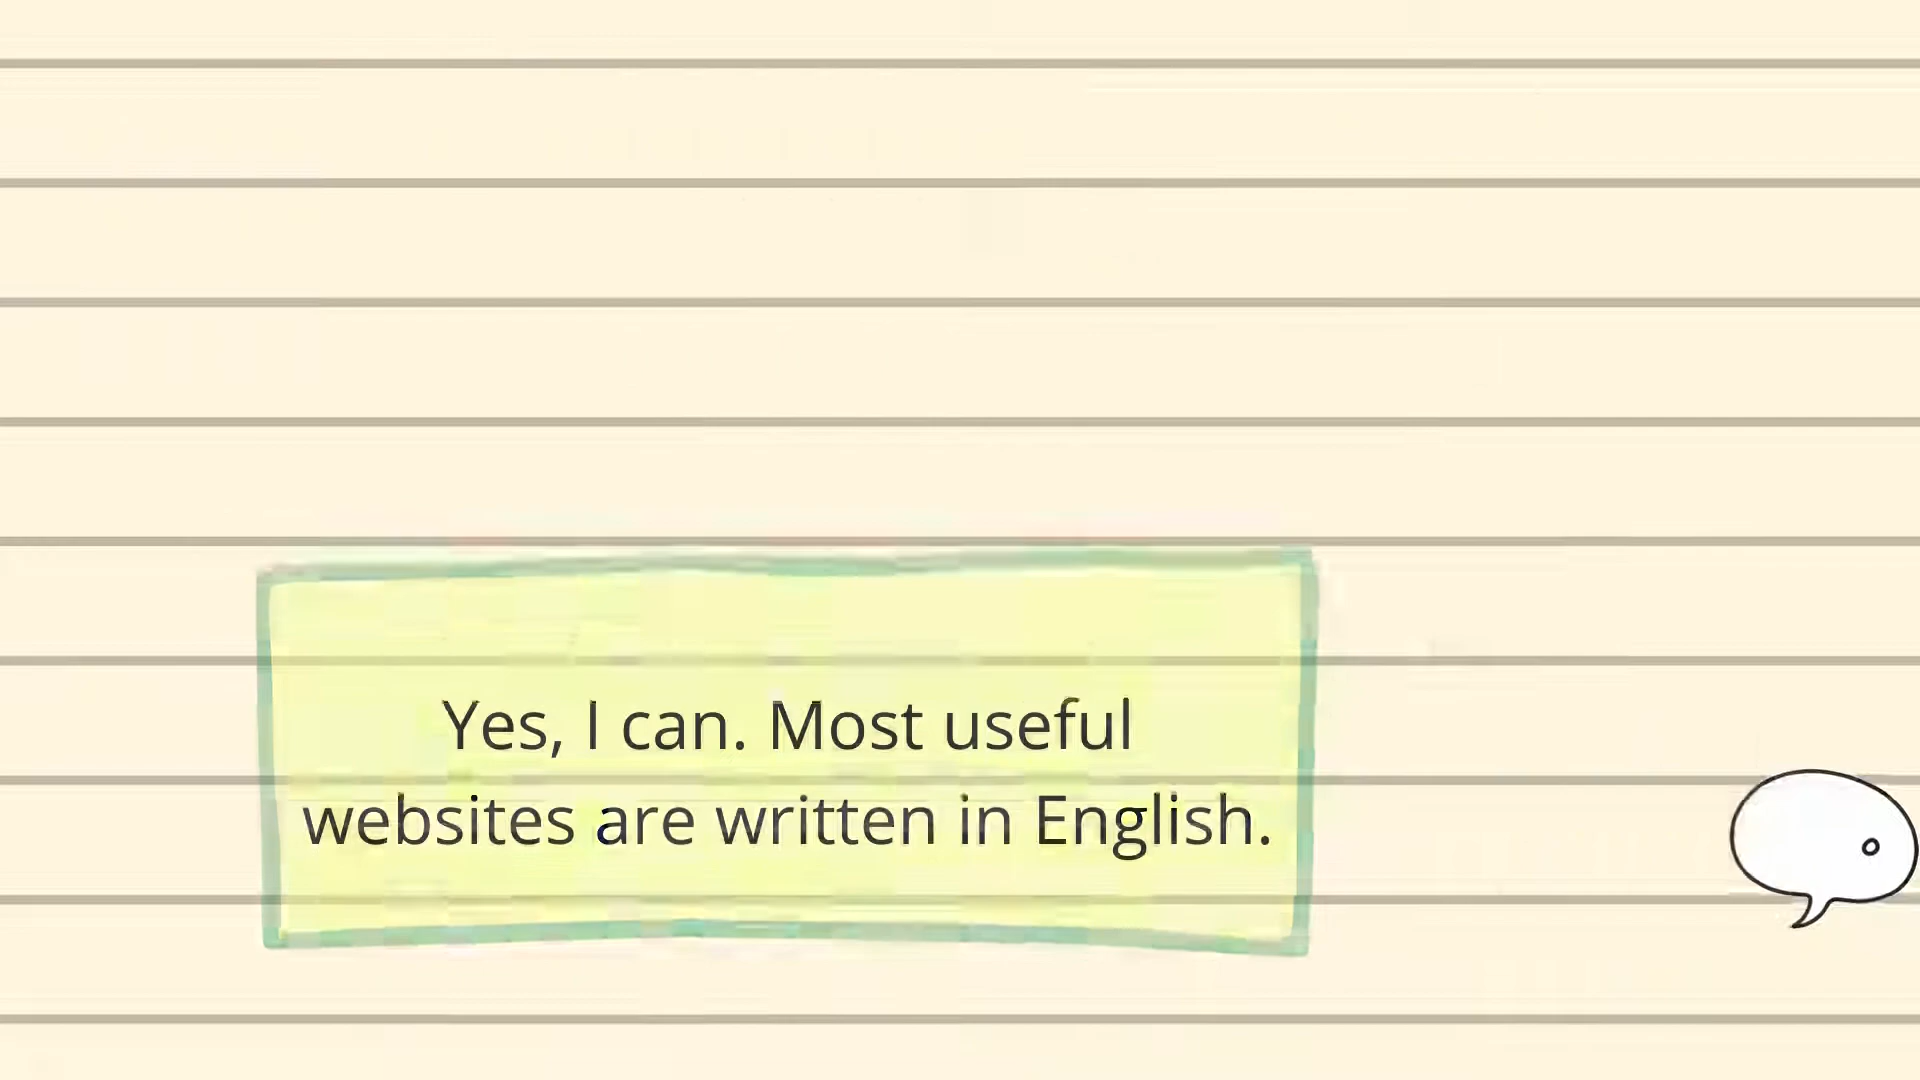 Yes, I can. Most useful
websites are written in English.